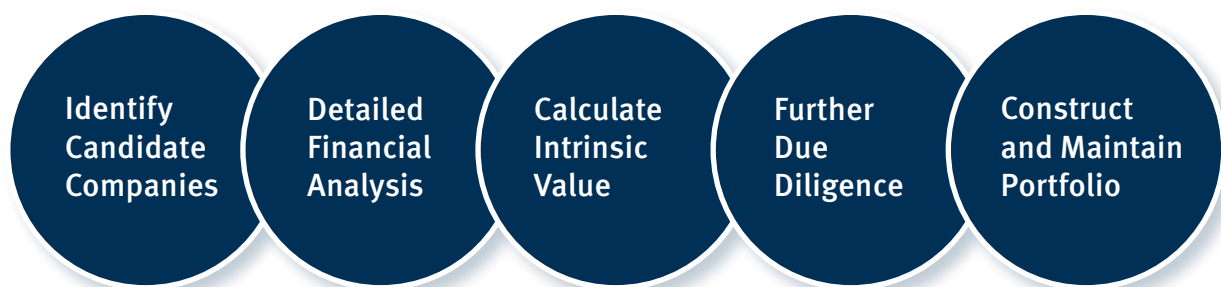 Identify
Candidate
Companies
Detailed
Financial
Analysis
Calculate
Intrinsic
Value
Further
Due
Diligence
Construct
and Maintain
Portfolio